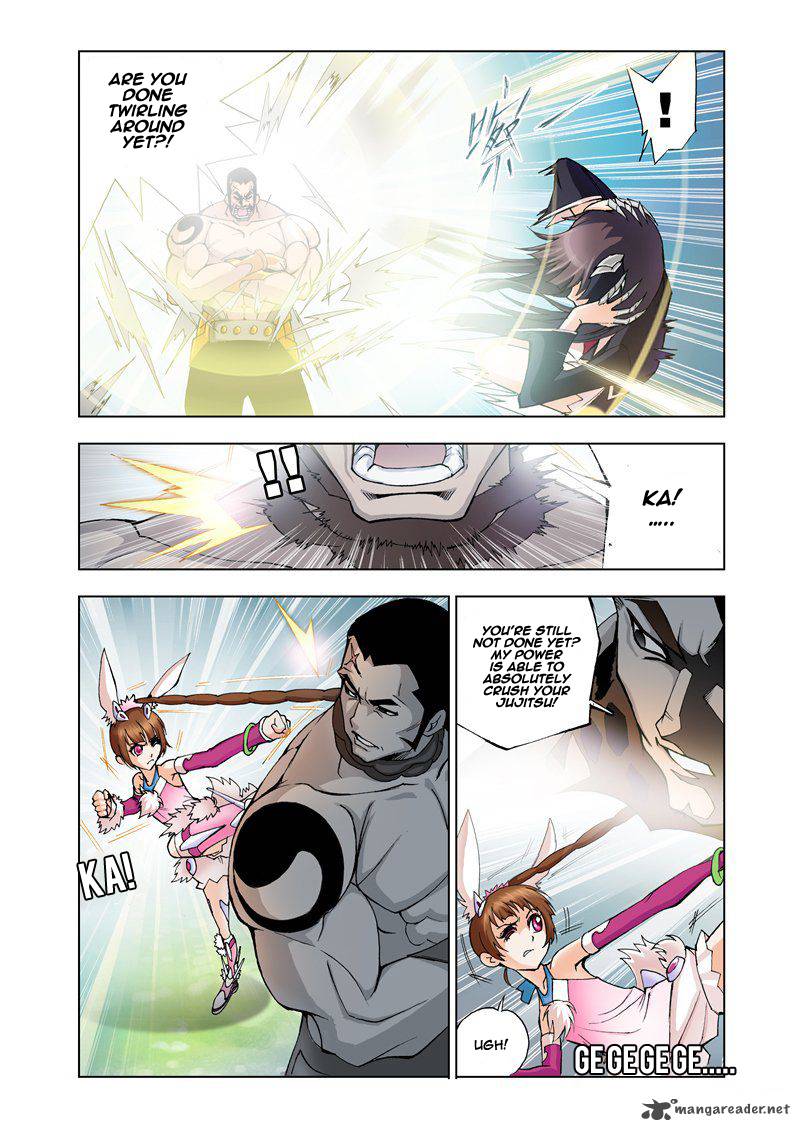 ARE YOU
DONE
TWIRLING
AROUND
YET?!
!
!!
KA!
.....
KA!
YOU'RE STILL
NOT DONE YET?
MY POWER
IS ABLE TO
ABSOLUTELY
CRUSH YOUR
JUJITSU!
UGH!
GEGEGEGE.....
mangareader.net